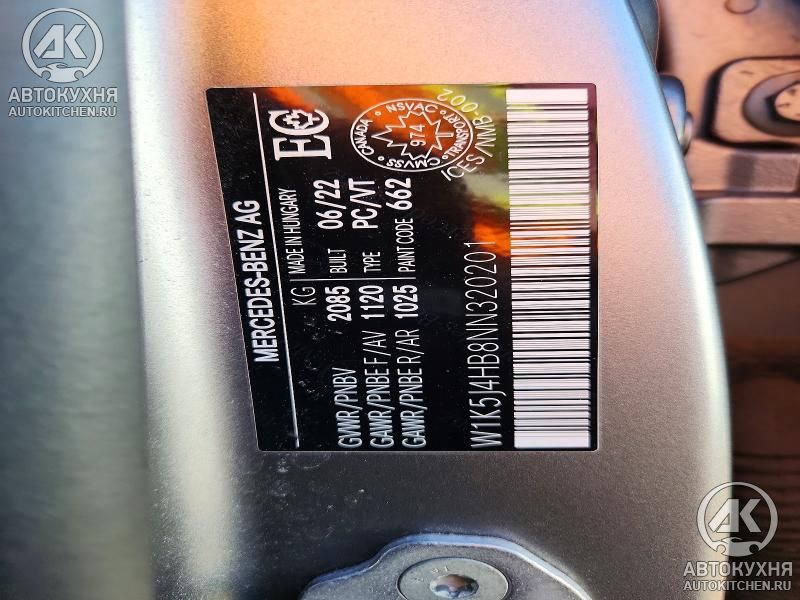 АВТОКУХНЯ
AUTOKITCHEN.RU
MERCEDES-BENZ AG
KG MADE IN HUNGARY
GVWR/PNBV 2085 BUILT 06/22
GAWR/PNBE F/AV 1120 TYPE PC/VT
GAWR/PNBE R/AR 1025 PAINT CODE 662
W1K5J4HB8NN320201
CANADA
NSVAC
974
TRANSPORT
CMVSS
ICES/NMB-002
АВТОКУХНЯ
AUTOKITCHEN.RU